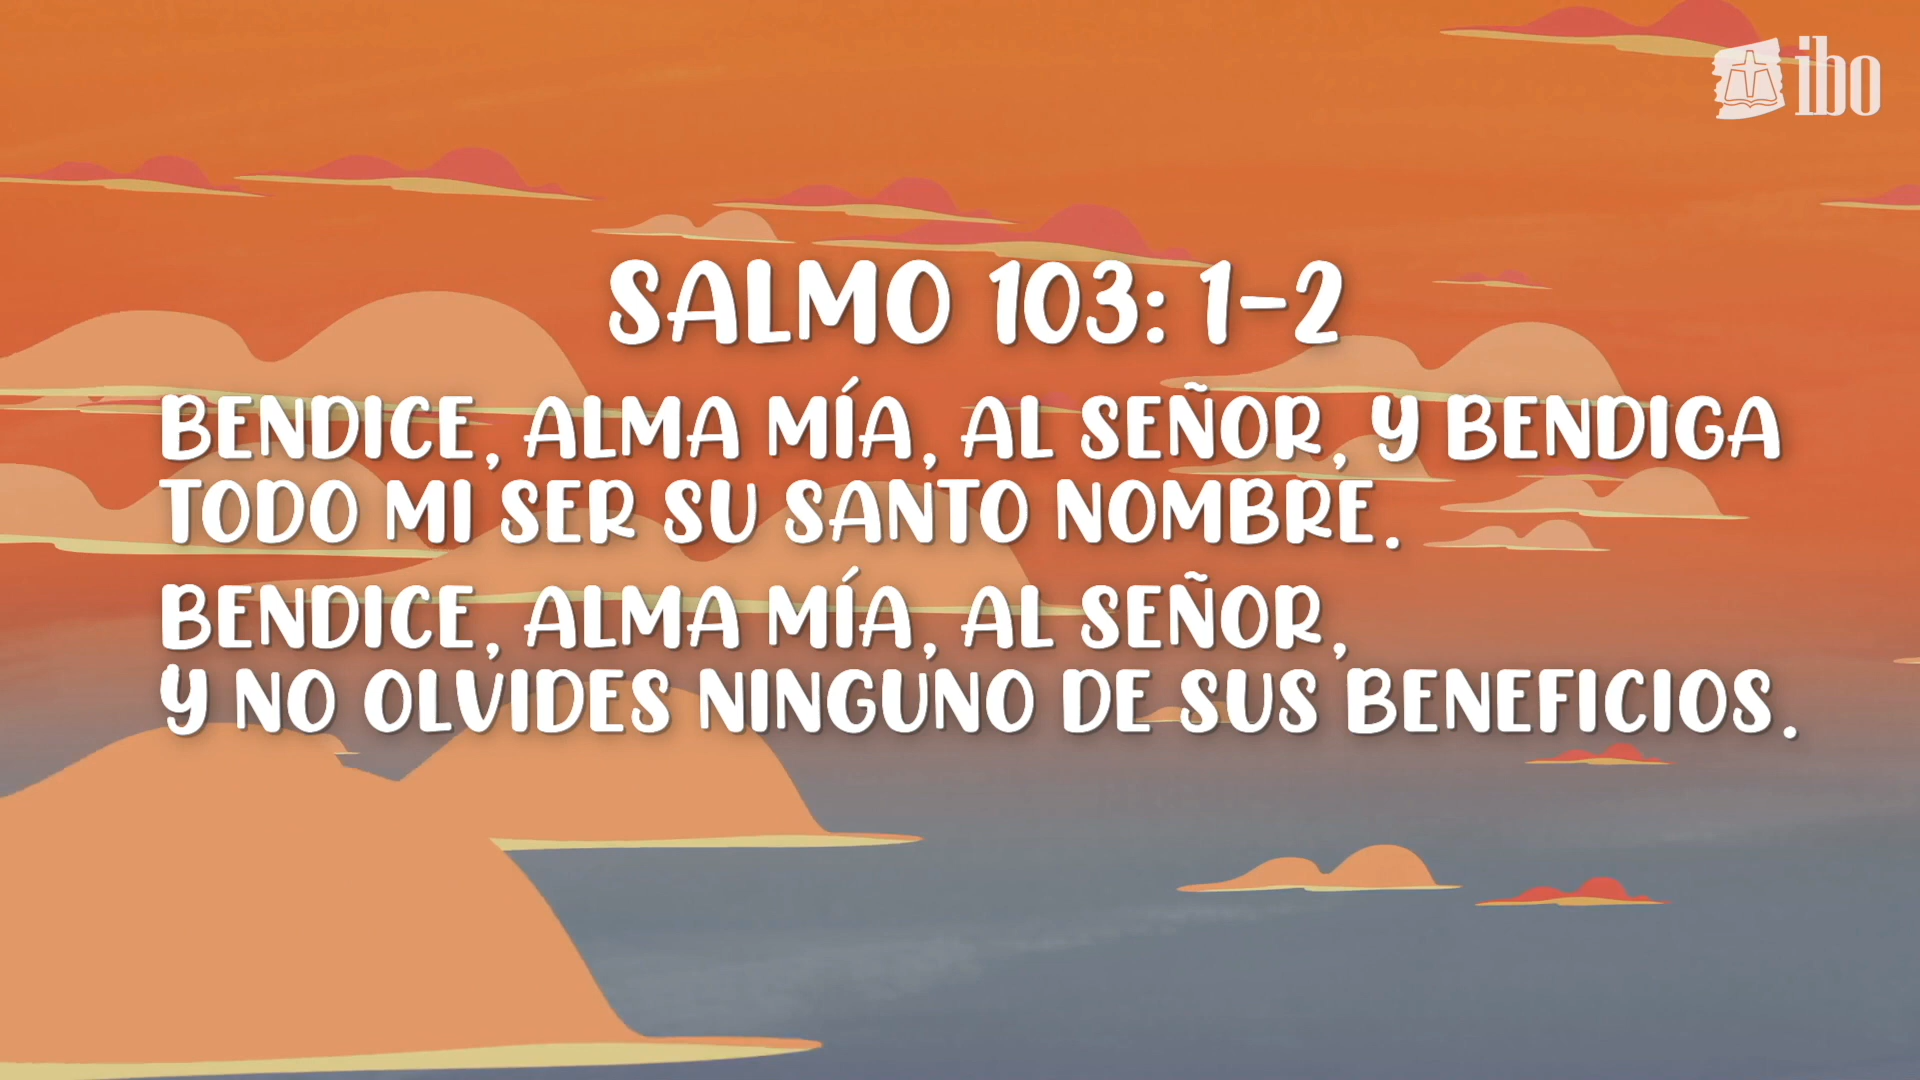 ibo
SALMO 103: 1-2
BENDICE, ALMA MÍA, AL SEÑOR, Y BENDIGA
TODO MI SER SU SANTO NOMBRE.
BENDICE, ALMA MÍA, AL SEÑOR,
Y NO OLVIDES NINGUNO DE SUS BENEFICIOS.